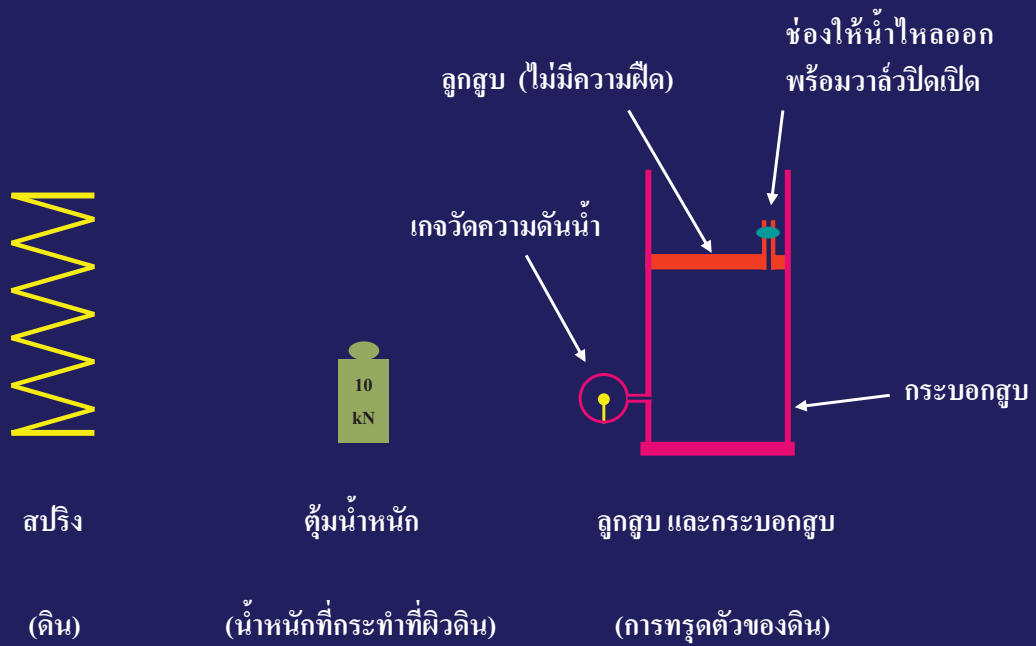 ช่องให้น้ำไหลออก
พร้อมวาล์วปิดเปิด
ลูกสูบ (ไม่มีความฝืด)
เกจวัดความดันน้ำ
10
kN
กระบอกสูบ
สปริง
ตุ้มน้ำหนัก
ลูกสูบ และกระบอกสูบ
(ดิน)
(น้ำหนักที่กระทำที่ผิวดิน)
(การทรุดตัวของดิน)